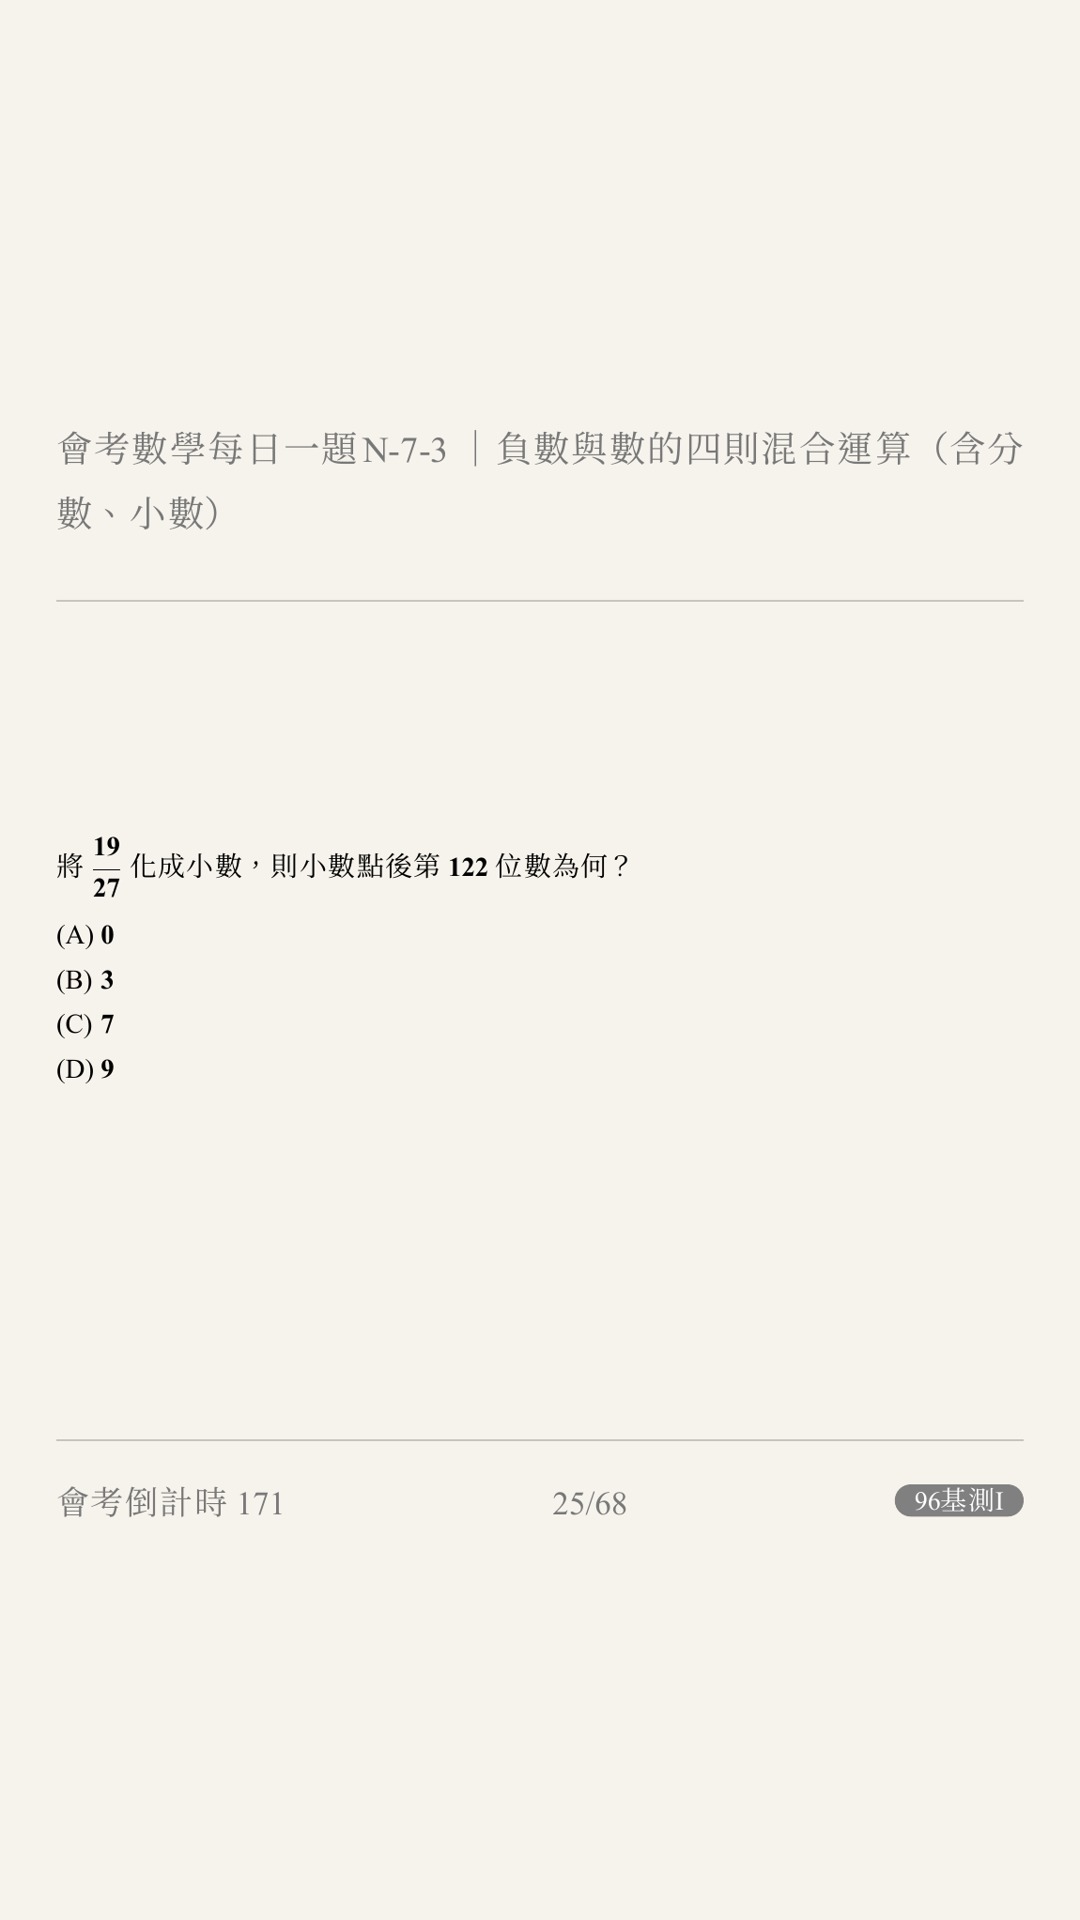 會考數學每日一題N-7-3｜負數與數的四則混合運算（含分
數、小數）
將 19/27 化成小數，則小數點後第 122 位數為何？
(A) 0
(B) 3
(C) 7
(D) 9
會考倒計時 171
25/68
96基測I